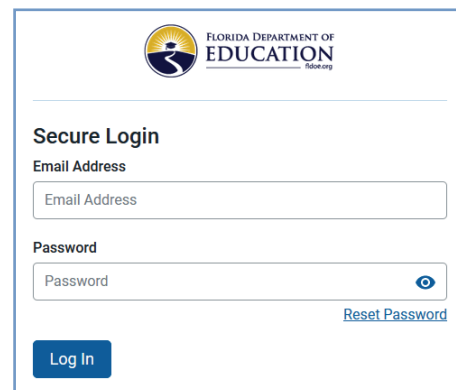 FLORIDA DEPARTMENT OF
EDUCATION
fldoe.org
Secure Login
Email Address
Email Address
Password
Password
Reset Password
Log In